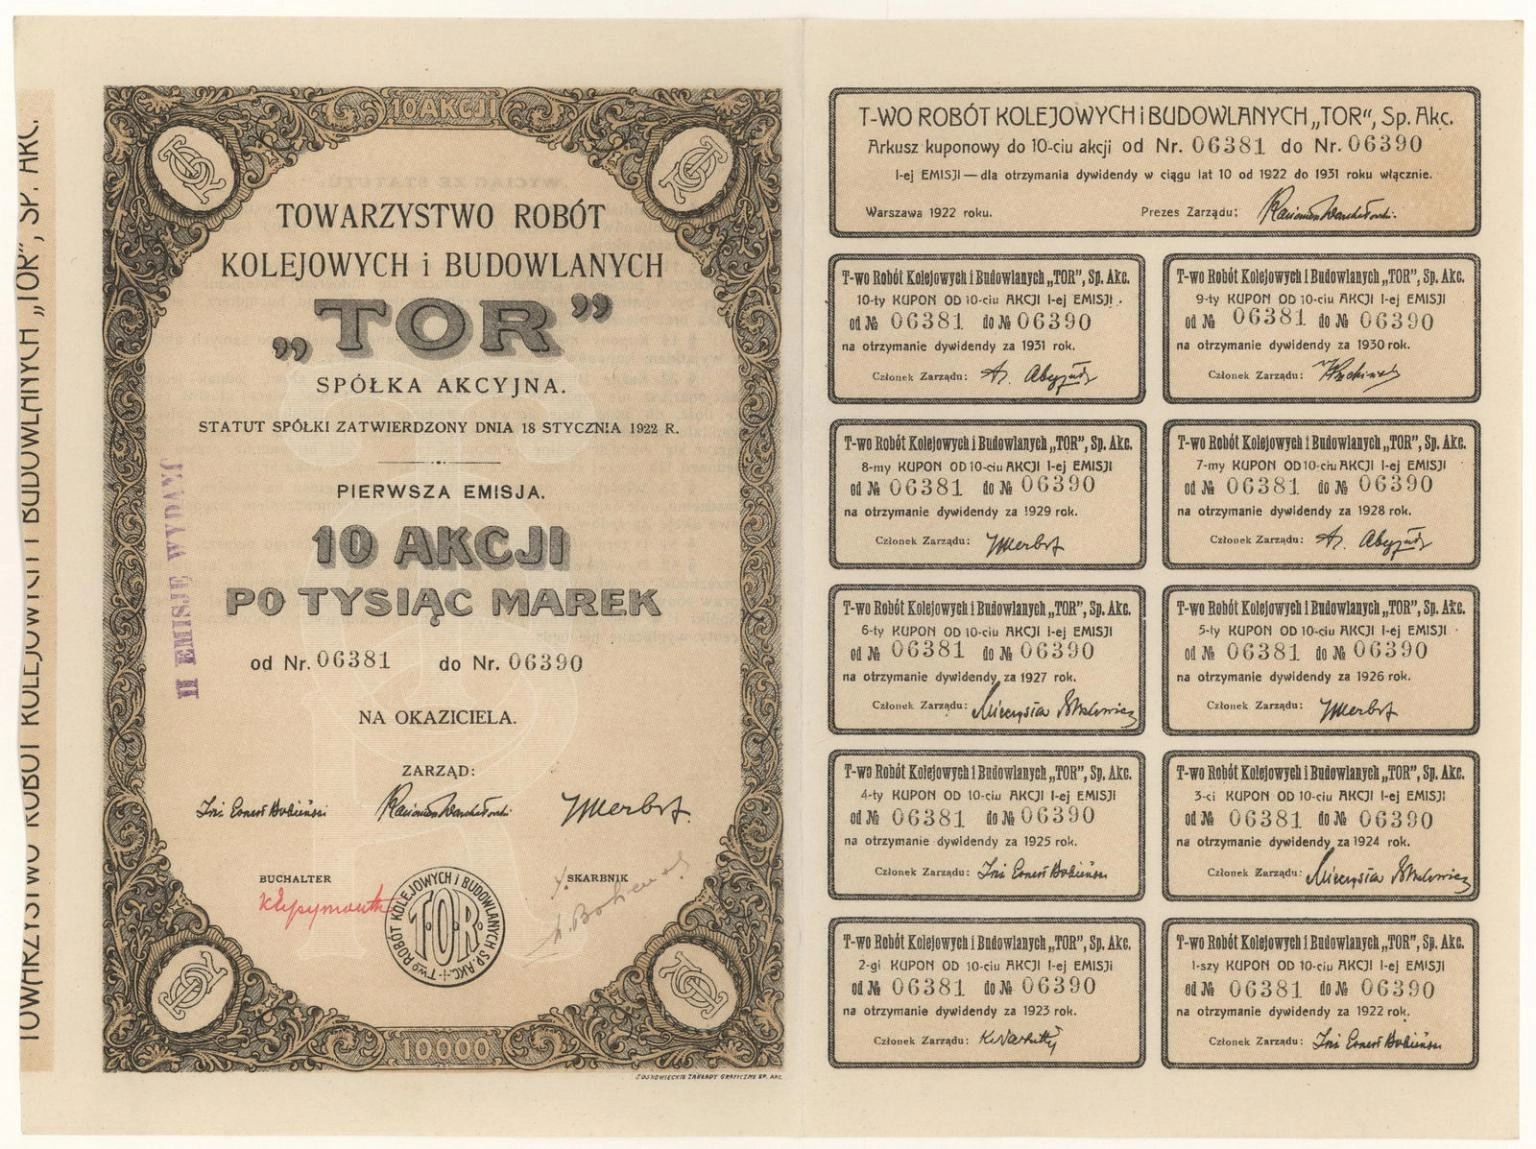 TOWARZYSTWO ROBÓT KOLEJOWYCH i BUDOWLANYCH „TOR”, SP. AKC.
10 AKCJI
TOWARZYSTWO ROBÓT
KOLEJOWYCH i BUDOWLANYCH
„TOR”
SPÓŁKA AKCYJNA.
STATUT SPÓŁKI ZATWIERDZONY DNIA 18 STYCZNIA 1922 R.
PIERWSZA EMISJA.
10 AKCJI
PO TYSIĄC MAREK
od Nr. 06381 do Nr. 06390
NA OKAZICIELA.
II EMISJĘ WYDANO
ZARZĄD:
BUCHALTER
SKARBNIK
T-wo ROBÓT KOLEJOWYCH I BUDOWLANYCH SP. AKC.
T.O.R.
10000
T-WO ROBÓT KOLEJOWYCH i BUDOWLANYCH „TOR“, Sp. Akc.
Arkusz kuponowy do 10-ciu akcji od Nr. 06381 do Nr. 06390
I-ej EMISJI — dla otrzymania dywidendy w ciągu lat 10 od 1922 do 1931 roku włącznie.
Warszawa 1922 roku. Prezes Zarządu:
T-wo Robót Kolejowych i Budowlanych „TOR”, Sp. Akc.
10-ty KUPON OD 10-ciu AKCJI I-ej EMISJI
od № 06381 do № 06390
na otrzymanie dywidendy za 1931 rok.
Członek Zarządu:
T-wo Robót Kolejowych i Budowlanych „TOR”, Sp. Akc.
9-ty KUPON OD 10-ciu AKCJI I-ej EMISJI
od № 06381 do № 06390
na otrzymanie dywidendy za 1930 rok.
Członek Zarządu:
T-wo Robót Kolejowych i Budowlanych „TOR”, Sp. Akc.
8-my KUPON OD 10-ciu AKCJI I-ej EMISJI
od № 06381 do № 06390
na otrzymanie dywidendy za 1929 rok.
Członek Zarządu:
T-wo Robót Kolejowych i Budowlanych „TOR”, Sp. Akc.
7-my KUPON OD 10-ciu AKCJI I-ej EMISJI
od № 06381 do № 06390
na otrzymanie dywidendy za 1928 rok.
Członek Zarządu:
T-wo Robót Kolejowych i Budowlanych „TOR”, Sp. Akc.
6-ty KUPON OD 10-ciu AKCJI I-ej EMISJI
od № 06381 do № 06390
na otrzymanie dywidendy za 1927 rok.
Członek Zarządu:
T-wo Robót Kolejowych i Budowlanych „TOR”, Sp. Akc.
5-ty KUPON OD 10-ciu AKCJI I-ej EMISJI
od № 06381 do № 06390
na otrzymanie dywidendy za 1926 rok.
Członek Zarządu:
T-wo Robót Kolejowych i Budowlanych „TOR”, Sp. Akc.
4-ty KUPON OD 10-ciu AKCJI I-ej EMISJI
od № 06381 do № 06390
na otrzymanie dywidendy za 1925 rok.
Członek Zarządu:
T-wo Robót Kolejowych i Budowlanych „TOR”, Sp. Akc.
3-ci KUPON OD 10-ciu AKCJI I-ej EMISJI
od № 06381 do № 06390
na otrzymanie dywidendy za 1924 rok.
Członek Zarządu:
T-wo Robót Kolejowych i Budowlanych „TOR”, Sp. Akc.
2-gi KUPON OD 10-ciu AKCJI I-ej EMISJI
od № 06381 do № 06390
na otrzymanie dywidendy za 1923 rok.
Członek Zarządu:
T-wo Robót Kolejowych i Budowlanych „TOR”, Sp. Akc.
1-szy KUPON OD 10-ciu AKCJI I-ej EMISJI
od № 06381 do № 06390
na otrzymanie dywidendy za 1922 rok.
Członek Zarządu: